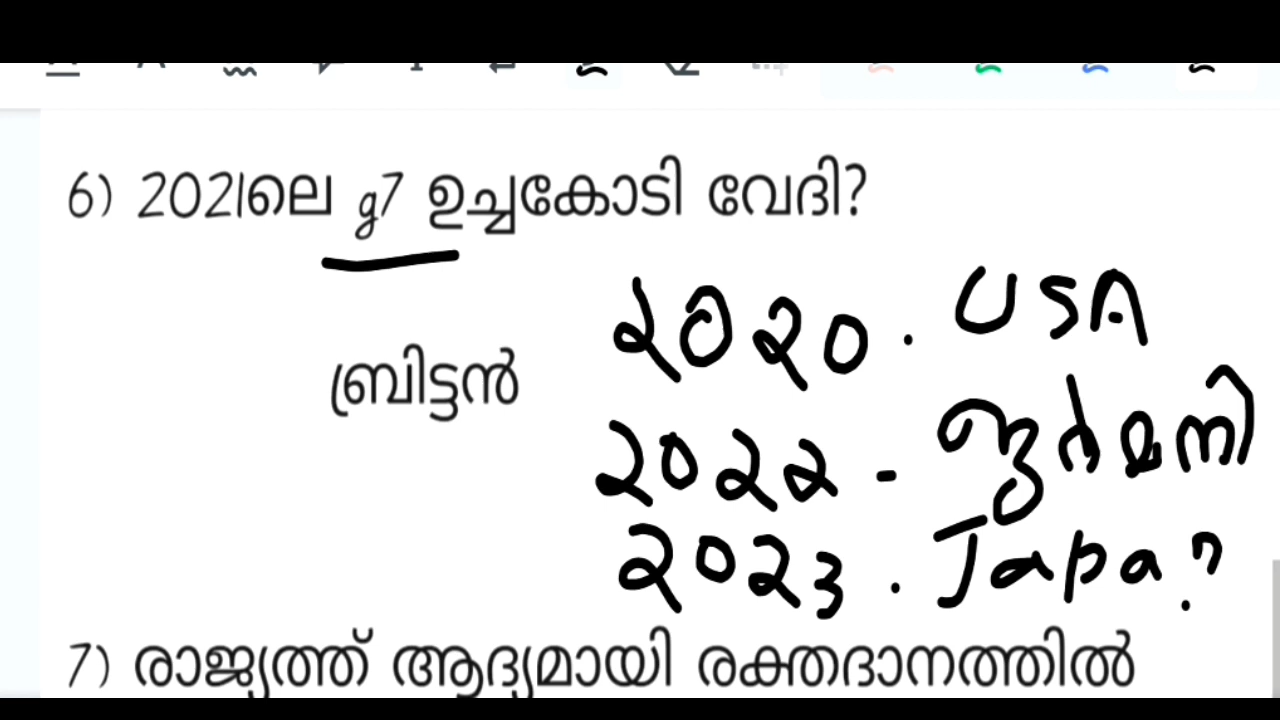 6) 2021ലെ g7 ഉച്ചകോടി വേദി?
2020 . USA
ബ്രിട്ടൻ
2022 - ജർമനി
2023 . Japan
7) രാജ്യത്ത് ആദ്യമായി രക്തദാനത്തിൽ